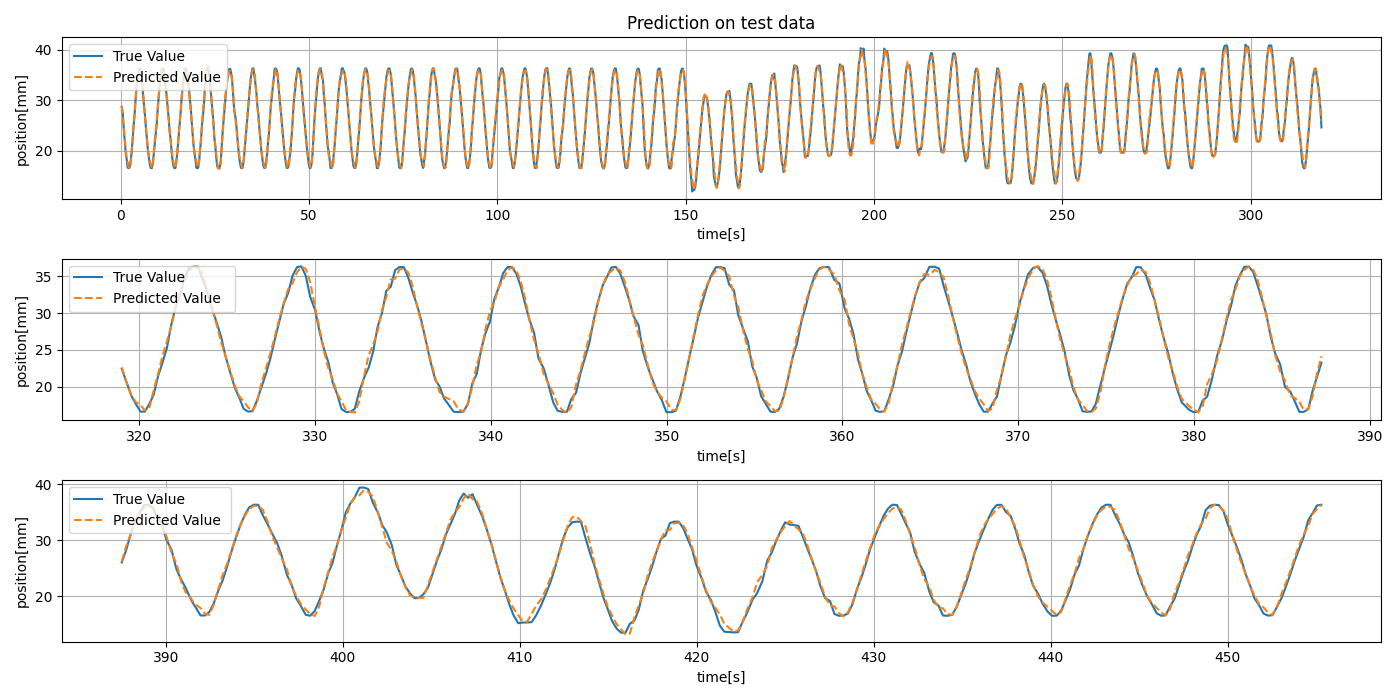 Prediction on test data
True Value
Predicted Value
position[mm]
40
30
20
0
50
100
150
200
250
300
time[s]
True Value
Predicted Value
position[mm]
35
30
25
20
320
330
340
350
360
370
380
390
time[s]
True Value
Predicted Value
position[mm]
40
30
20
390
400
410
420
430
440
450
time[s]